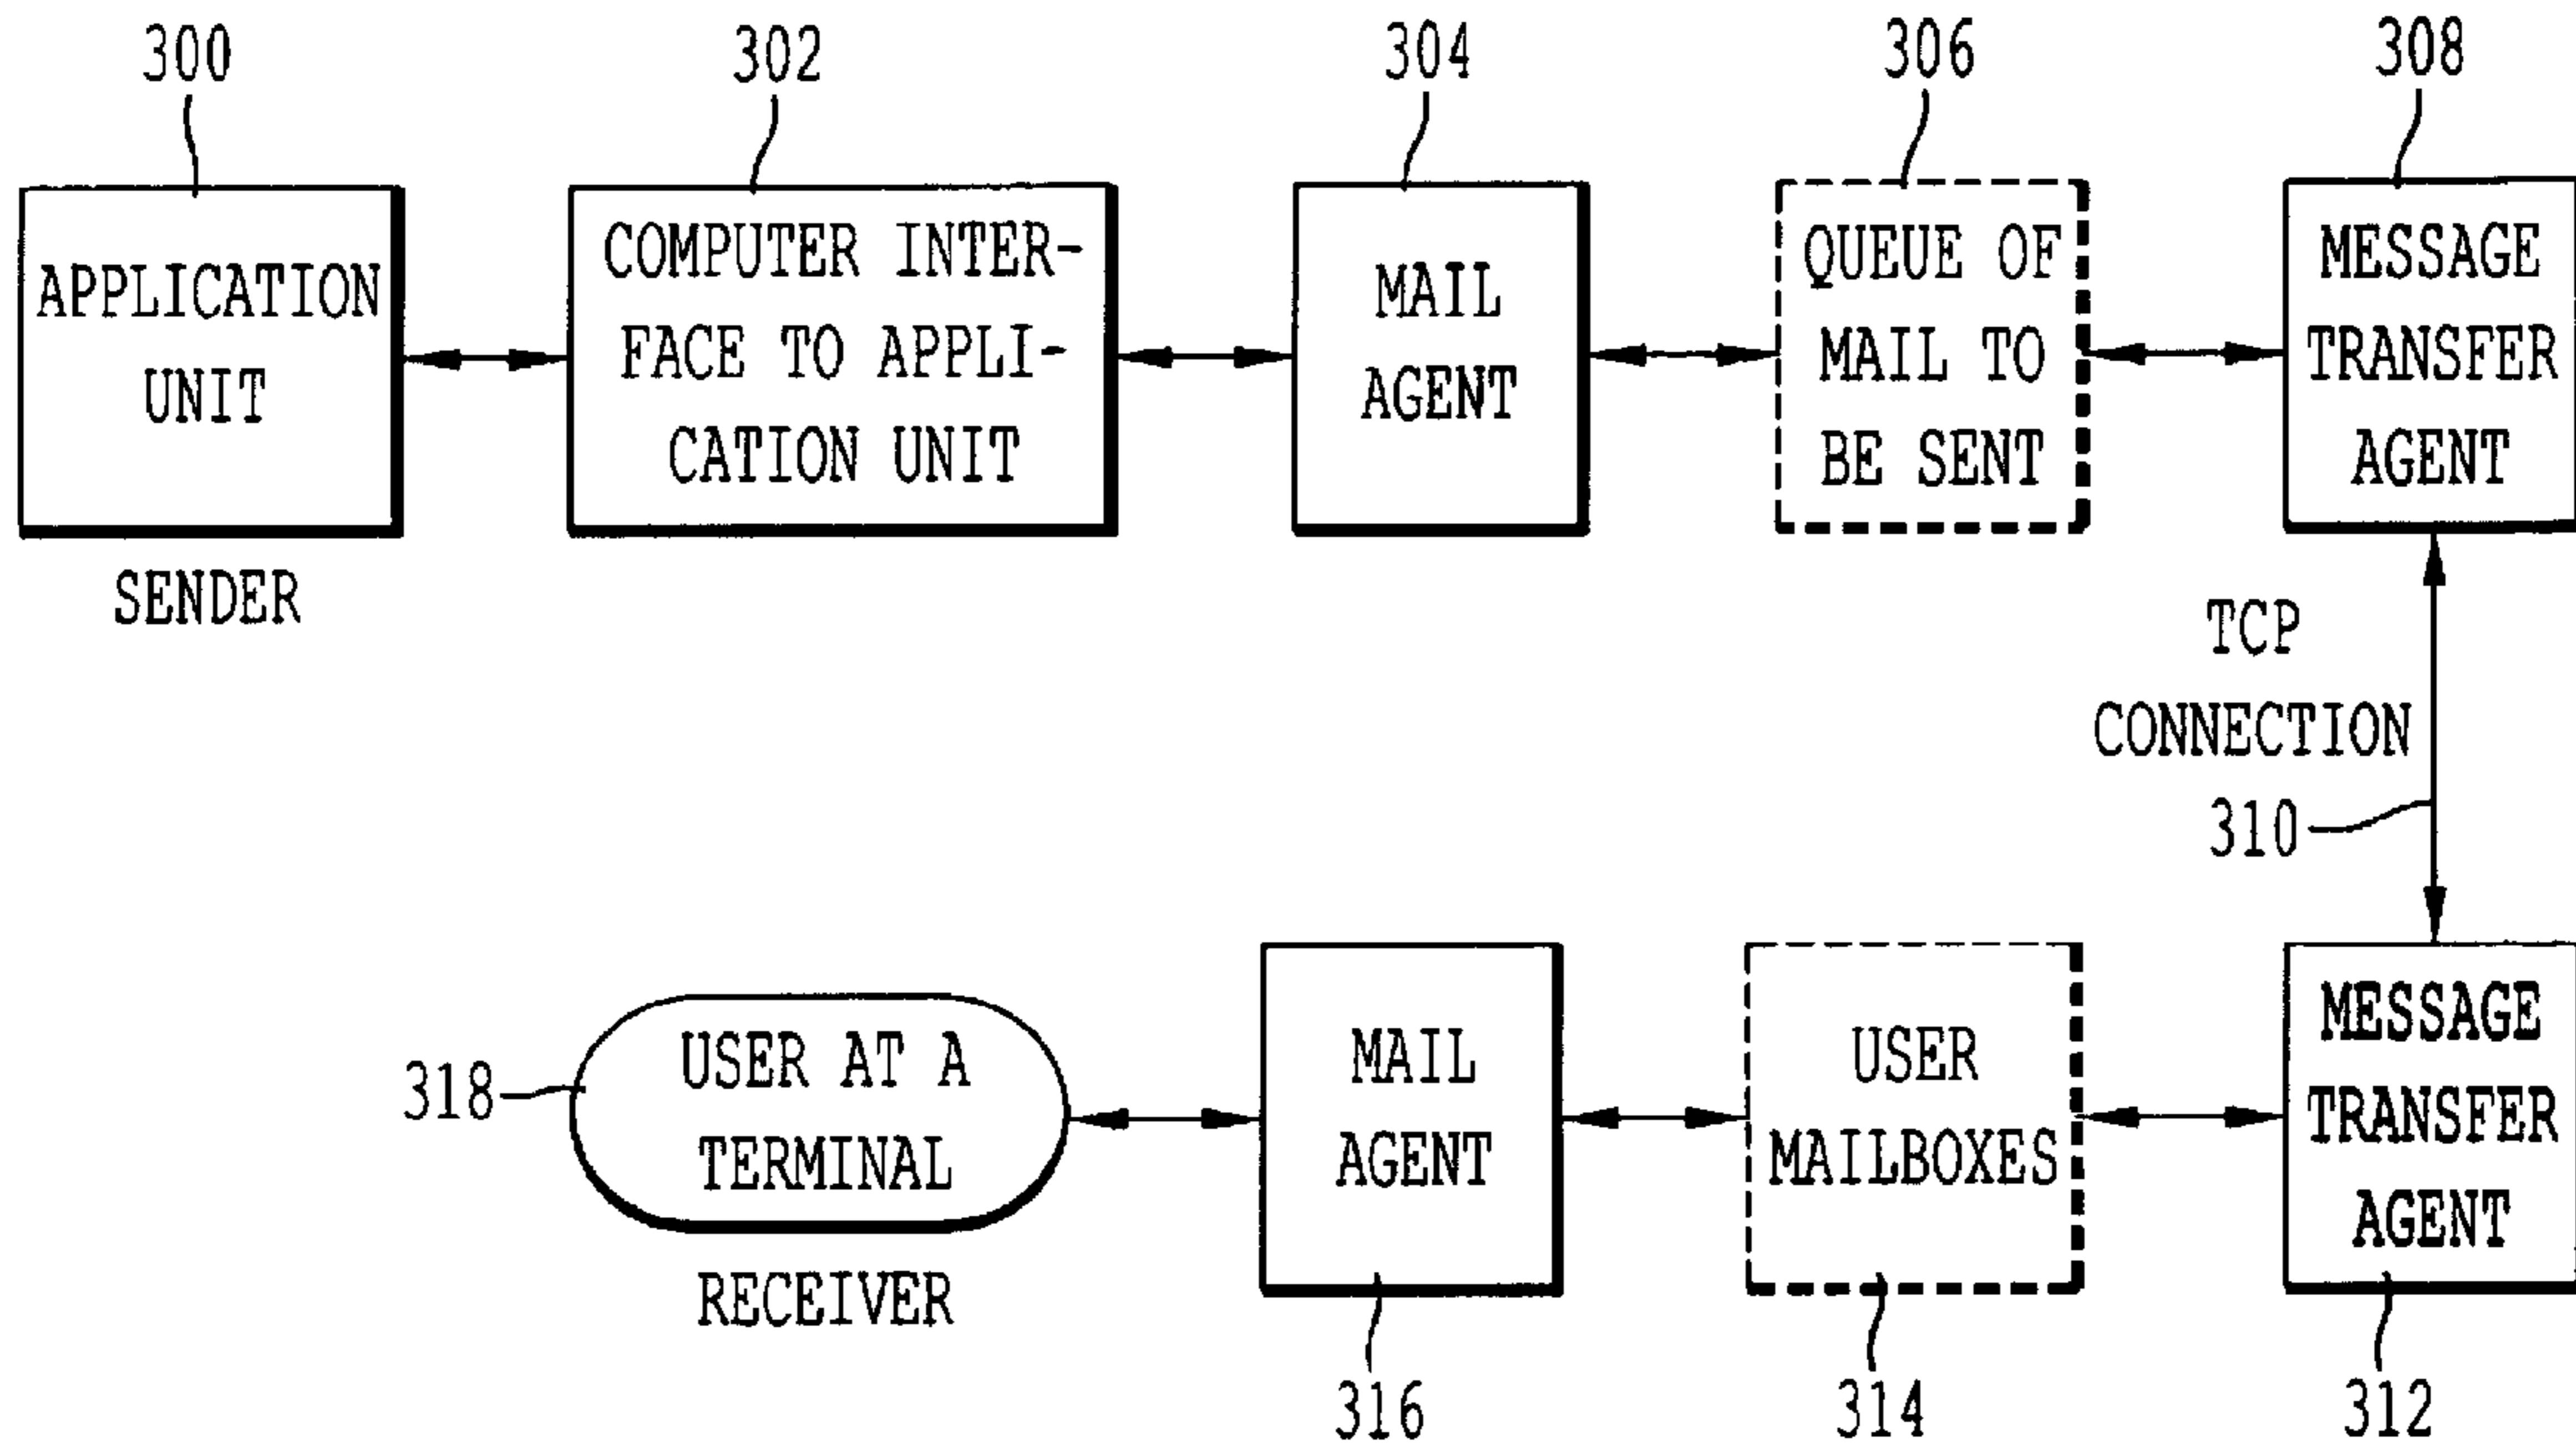 300
302
304
306
308
APPLICATION
UNIT
COMPUTER INTER-
FACE TO APPLI-
CATION UNIT
MAIL
AGENT
QUEUE OF
MAIL TO
BE SENT
MESSAGE
TRANSFER
AGENT
SENDER
TCP
CONNECTION
310
318
USER AT A
TERMINAL
RECEIVER
MAIL
AGENT
USER
MAILBOXES
MESSAGE
TRANSFER
AGENT
316
314
312